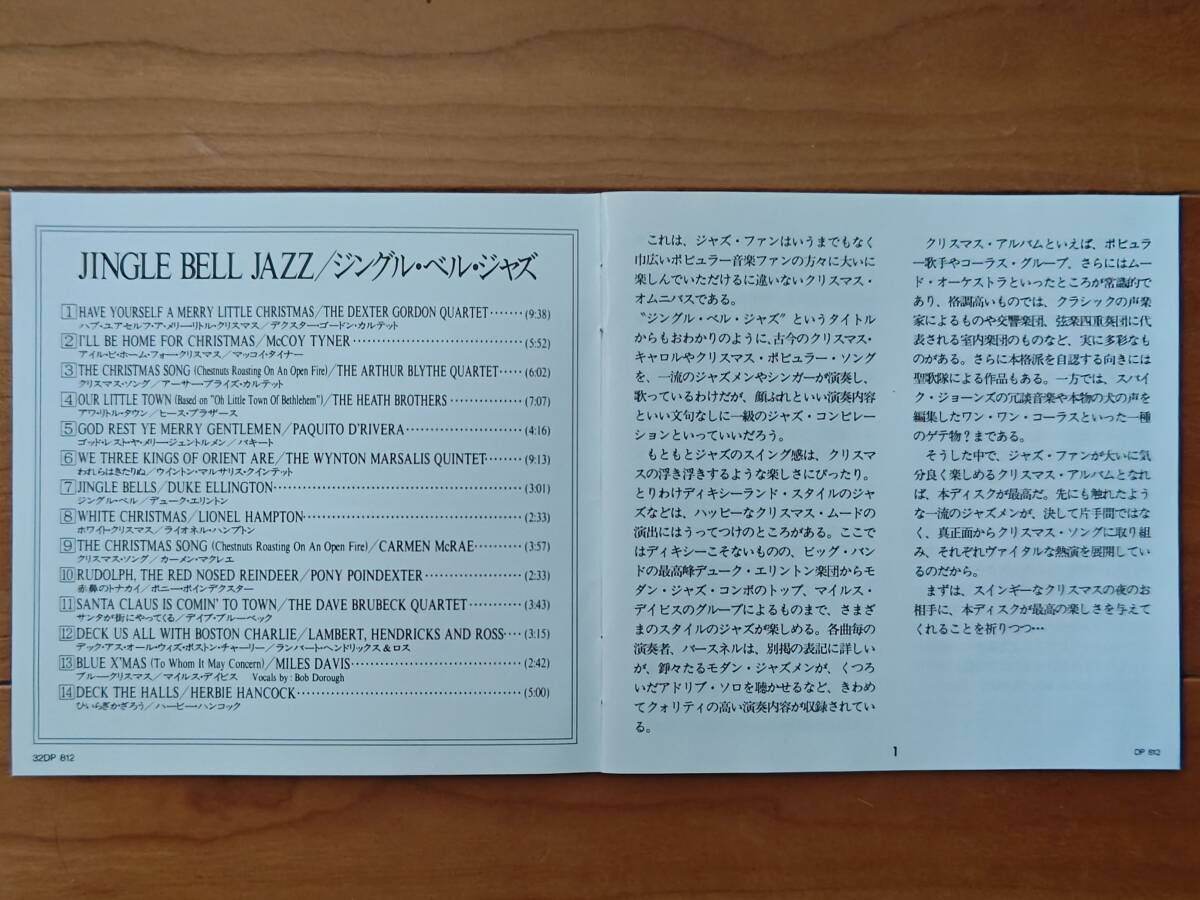 JINGLE BELL JAZZ/ジングル・ベル・ジャズ
1 HAVE YOURSELF A MERRY LITTLE CHRISTMAS/THE DEXTER GORDON QUARTET……(9:38)
ハブ・ユアセルフ・ア・メリー・リトル・クリスマス/デクスター・ゴードン・カルテット
2 I'LL BE HOME FOR CHRISTMAS/McCOY TYNER……(5:52)
アイル・ビ・ホーム・フォー・クリスマス/マッコイ・タイナー
3 THE CHRISTMAS SONG (Chestnuts Roasting On An Open Fire)/THE ARTHUR BLYTHE QUARTET……(6:02)
クリスマス・ソング/アーサー・ブライズ・カルテット
4 OUR LITTLE TOWN (Based on "Oh Little Town Of Bethlehem")/THE HEATH BROTHERS……(7:07)
アワ・リトル・タウン/ヒース・ブラザース
5 GOD REST YE MERRY GENTLEMEN/PAQUITO D'RIVERA……(4:16)
ゴッド・レスト・ヤ・メリー・ジェントルメン/パキート
6 WE THREE KINGS OF ORIENT ARE/THE WYNTON MARSALIS QUINTET……(9:13)
われらはきたりぬ/ウイントン・マルサリス・クインテット
7 JINGLE BELLS/DUKE ELLINGTON……(3:01)
ジングル・ベル/デューク・エリントン
8 WHITE CHRISTMAS/LIONEL HAMPTON……(2:33)
ホワイトクリスマス/ライオネル・ハンプトン
9 THE CHRISTMAS SONG (Chestnuts Roasting On An Open Fire)/CARMEN McRAE……(3:57)
クリスマス・ソング/カーメン・マクレエ
10 RUDOLPH, THE RED NOSED REINDEER/PONY POINDEXTER……(2:33)
赤鼻のトナカイ/ポニー・ポインデクスター
11 SANTA CLAUS IS COMIN' TO TOWN/THE DAVE BRUBECK QUARTET……(3:43)
サンタが街にやってくる/デイブ・ブルーベック
12 DECK US ALL WITH BOSTON CHARLIE/LAMBERT, HENDRICKS AND ROSS……(3:15)
デック・アス・オール・ウィズ・ボストン・チャーリー/ランバート・ヘンドリックス&ロス
13 BLUE X'MAS (To Whom It May Concern)/MILES DAVIS……(2:42)
ブルークリスマス/マイルス・デイビス Vocals by: Bob Dorough
14 DECK THE HALLS/HERBIE HANCOCK……(5:00)
ひいらぎかざろう/ハービー・ハンコック
32DP 812
これは、ジャズ・ファンはいうまでもなく
巾広いポピュラー音楽ファンの方々に大いに
楽しんでいただけるに違いないクリスマス・
オムニバスである。
"ジングル・ベル・ジャズ"というタイトル
からもおわかりのように、古今のクリスマス・
キャロルやクリスマス・ポピュラー・ソング
を、一流のジャズメンやシンガーが演奏し、
歌っているわけだが、顔ぶれといい演奏内容
といい文句なしに一級のジャズ・コンピレー
ションといっていいだろう。
もともとジャズのスイング感は、クリスマ
スの浮き浮きするような楽しさにぴったり。
とりわけディキシーランド・スタイルのジャ
ズなどは、ハッピーなクリスマス・ムードの
演出にはうってつけのところがある。ここで
はディキシーこそないものの、ビッグ・バン
ドの最高峰デューク・エリントン楽団からモ
ダン・ジャズ・コンボのトップ、マイルス・
デイビスのグループによるものまで、さまざ
まのスタイルのジャズが楽しめる。各曲毎の
演奏者、パースネルは、別掲の表記に詳しい
が、錚々たるモダン・ジャズメンが、くつろ
いだアドリブ・ソロを聴かせるなど、きわめ
てクォリティの高い演奏内容が収録されてい
る。
クリスマス・アルバムといえば、ポピュラ
ー歌手やコーラス・グループ、さらにはムー
ド・オーケストラといったところが常識的で
あり、格調高いものでは、クラシックの声楽
家によるものや交響楽団、弦楽四重奏団に代
表される室内楽団のものなど、実に多彩なも
のがある。さらに本格派を自認する向きには
聖歌隊による作品もある。一方では、スパイ
ク・ジョーンズの冗談音楽や本物の犬の声を
編集したワン・ワン・コーラスといった一種
のゲテ物?まである。
そうした中で、ジャズ・ファンが大いに気
分良く楽しめるクリスマス・アルバムとなれ
ば、本ディスクが最高だ。先にも触れたよう
な一流のジャズメンが、決して片手間ではな
く、真正面からクリスマス・ソングに取り組
み、それぞれヴァイタルな熱演を展開してい
るのだから。
まずは、スインギーなクリスマスの夜のお
相手に、本ディスクが最高の楽しさを与えて
くれることを祈りつつ…
1
DP 812